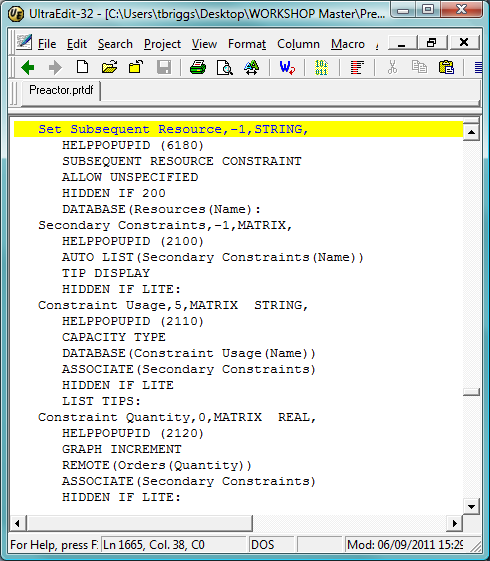 UltraEdit-32 - [C:\Users\tbriggs\Desktop\WORKSHOP Master\Pre...
File Edit Search Project View Format Column Macro
Preactor.prtdf
Set Subsequent Resource,-1,STRING,
HELPPOPUPID (6180)
SUBSEQUENT RESOURCE CONSTRAINT
ALLOW UNSPECIFIED
HIDDEN IF 200
DATABASE(Resources(Name):
Secondary Constraints,-1,MATRIX,
HELPPOPUPID (2100)
AUTO LIST(Secondary Constraints(Name))
TIP DISPLAY
HIDDEN IF LITE:
Constraint Usage,5,MATRIX  STRING,
HELPPOPUPID (2110)
CAPACITY TYPE
DATABASE(Constraint Usage(Name))
ASSOCIATE(Secondary Constraints)
HIDDEN IF LITE
LIST TIPS:
Constraint Quantity,0,MATRIX  REAL,
HELPPOPUPID (2120)
GRAPH INCREMENT
REMOTE(Orders(Quantity))
ASSOCIATE(Secondary Constraints)
HIDDEN IF LITE:
For Help, press F Ln 1665, Col. 38, C0 DOS Mod: 06/09/2011 15:29